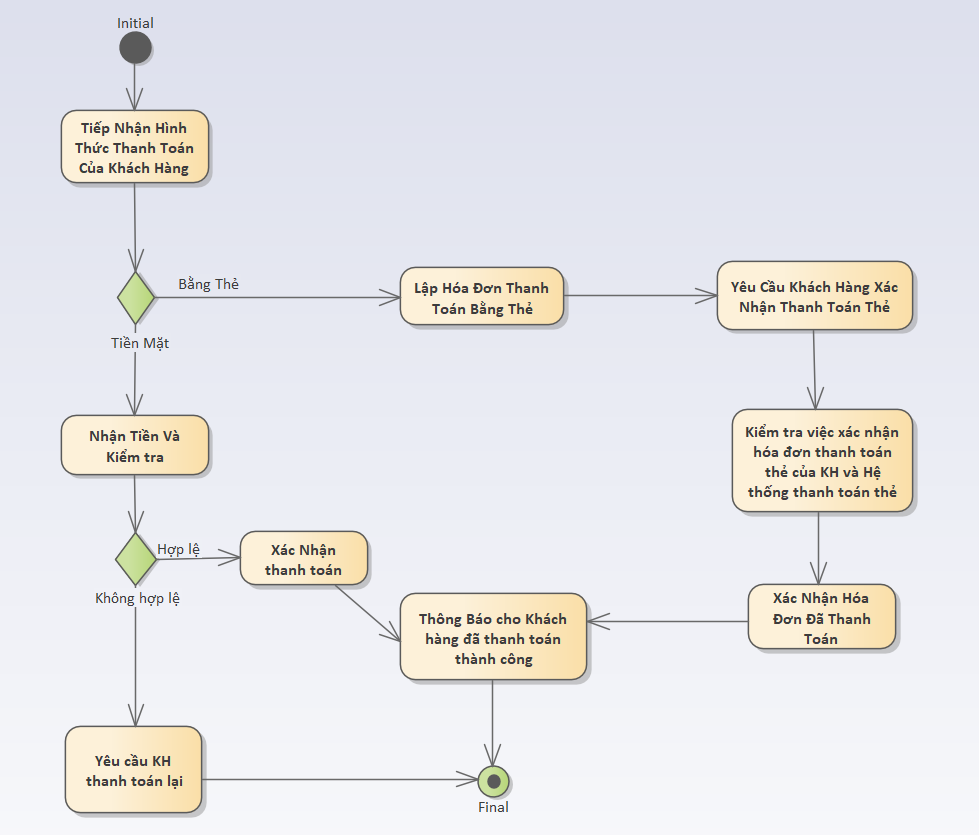 Initial
Tiếp Nhận Hình
Thức Thanh Toán
Của Khách Hàng
Bằng Thẻ
Lập Hóa Đơn Thanh
Toán Bằng Thẻ
Yêu Cầu Khách Hàng Xác
Nhận Thanh Toán Thẻ
Tiền Mặt
Nhận Tiền Và
Kiểm tra
Kiểm tra việc xác nhận
hóa đơn thanh toán
thẻ của KH và Hệ
thống thanh toán thẻ
Hợp lệ
Xác Nhận
thanh toán
Không hợp lệ
Thông Báo cho Khách
hàng đã thanh toán
thành công
Xác Nhận Hóa
Đơn Đã Thanh
Toán
Yêu cầu KH
thanh toán lại
Final